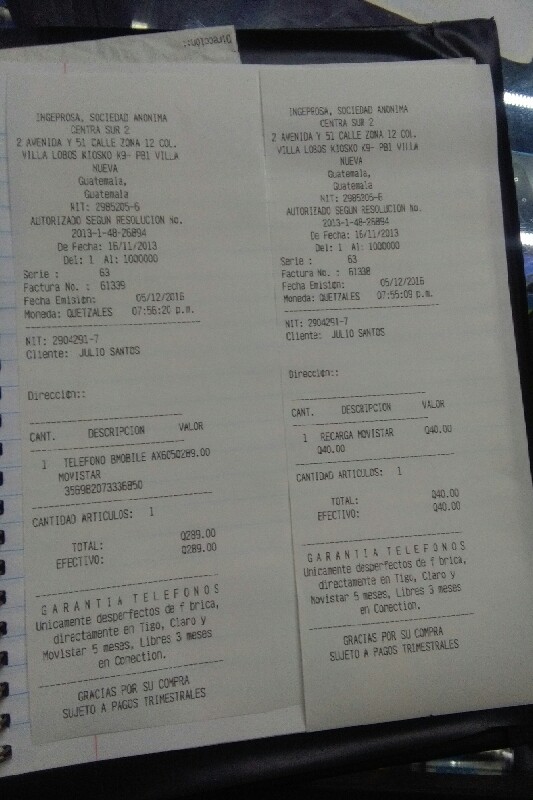 Dirección::
INGEPROSA, SOCIEDAD ANONIMA
CENTRA SUR 2
2 AVENIDA Y 51 CALLE ZONA 12 COL.
VILLA LOBOS KIOSKO K9- PB1 VILLA
NUEVA
Guatemala,
Guatemala
NIT: 2985205-6
AUTORIZADO SEGUN RESOLUCION No.
2013-1-48-26894
De Fecha: 16/11/2013
Del: 1 Al: 1000000
Serie : 63
Factura No. : 61339
Fecha Emision: 05/12/2016
Moneda: QUETZALES 07:56:20 p.m.
NIT: 2904291-7
Cliente: JULIO SANTOS
Dirección::
CANT. DESCRIPCION VALOR
1 TELEFONO BMOBILE AX605Q289.00
MOVISTAR
356982073336850
CANTIDAD ARTICULOS: 1
TOTAL: Q289.00
EFECTIVO: Q289.00
G A R A N T I A T E L E F O N O S
Unicamente desperfectos de f brica,
directamente en Tigo, Claro y
Movistar 5 meses, Libres 3 meses
en Conection.
GRACIAS POR SU COMPRA
SUJETO A PAGOS TRIMESTRALES
INGEPROSA, SOCIEDAD ANONIMA
CENTRA SUR 2
2 AVENIDA Y 51 CALLE ZONA 12 COL.
VILLA LOBOS KIOSKO K9- PB1 VILLA
NUEVA
Guatemala,
Guatemala
NIT: 2985205-6
AUTORIZADO SEGUN RESOLUCION No.
2013-1-48-26894
De Fecha: 16/11/2013
Del: 1 Al: 1000000
Serie : 63
Factura No. : 61338
Fecha Emision: 05/12/2016
Moneda: QUETZALES 07:55:09 p.m.
NIT: 2904291-7
Cliente: JULIO SANTOS
Dirección::
CANT. DESCRIPCION VALOR
1 RECARGA MOVISTAR Q40.00
Q40.00
CANTIDAD ARTICULOS: 1
TOTAL: Q40.00
EFECTIVO: Q40.00
G A R A N T I A T E L E F O N O S
Unicamente desperfectos de f brica,
directamente en Tigo, Claro y
Movistar 5 meses, Libres 3 meses
en Conection.
GRACIAS POR SU COMPRA
SUJETO A PAGOS TRIMESTRALES